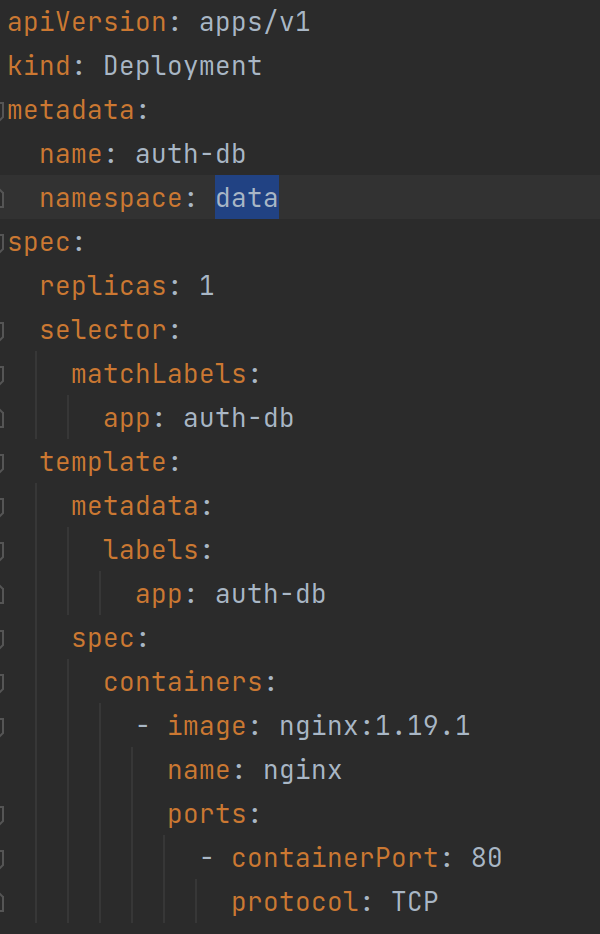 apiVersion: apps/v1
kind: Deployment
metadata:
  name: auth-db
  namespace: data
spec:
  replicas: 1
  selector:
    matchLabels:
      app: auth-db
  template:
    metadata:
      labels:
        app: auth-db
    spec:
      containers:
        - image: nginx:1.19.1
          name: nginx
          ports:
            - containerPort: 80
              protocol: TCP